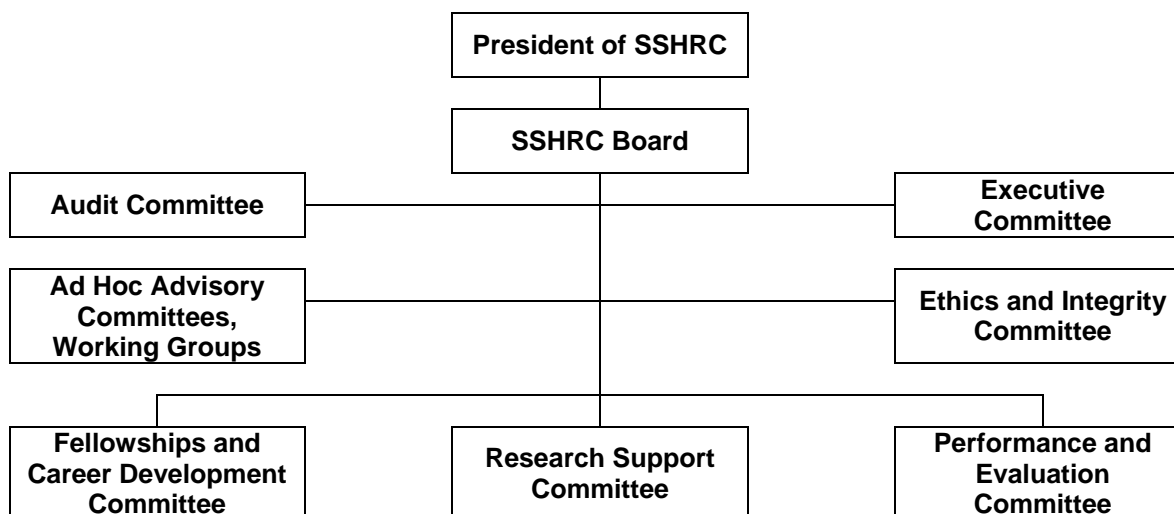 President of SSHRC
SSHRC Board
Audit Committee
Executive
Committee
Ad Hoc Advisory
Committees,
Working Groups
Ethics and Integrity
Committee
Fellowships and
Career Development
Committee
Research Support
Committee
Performance and
Evaluation
Committee